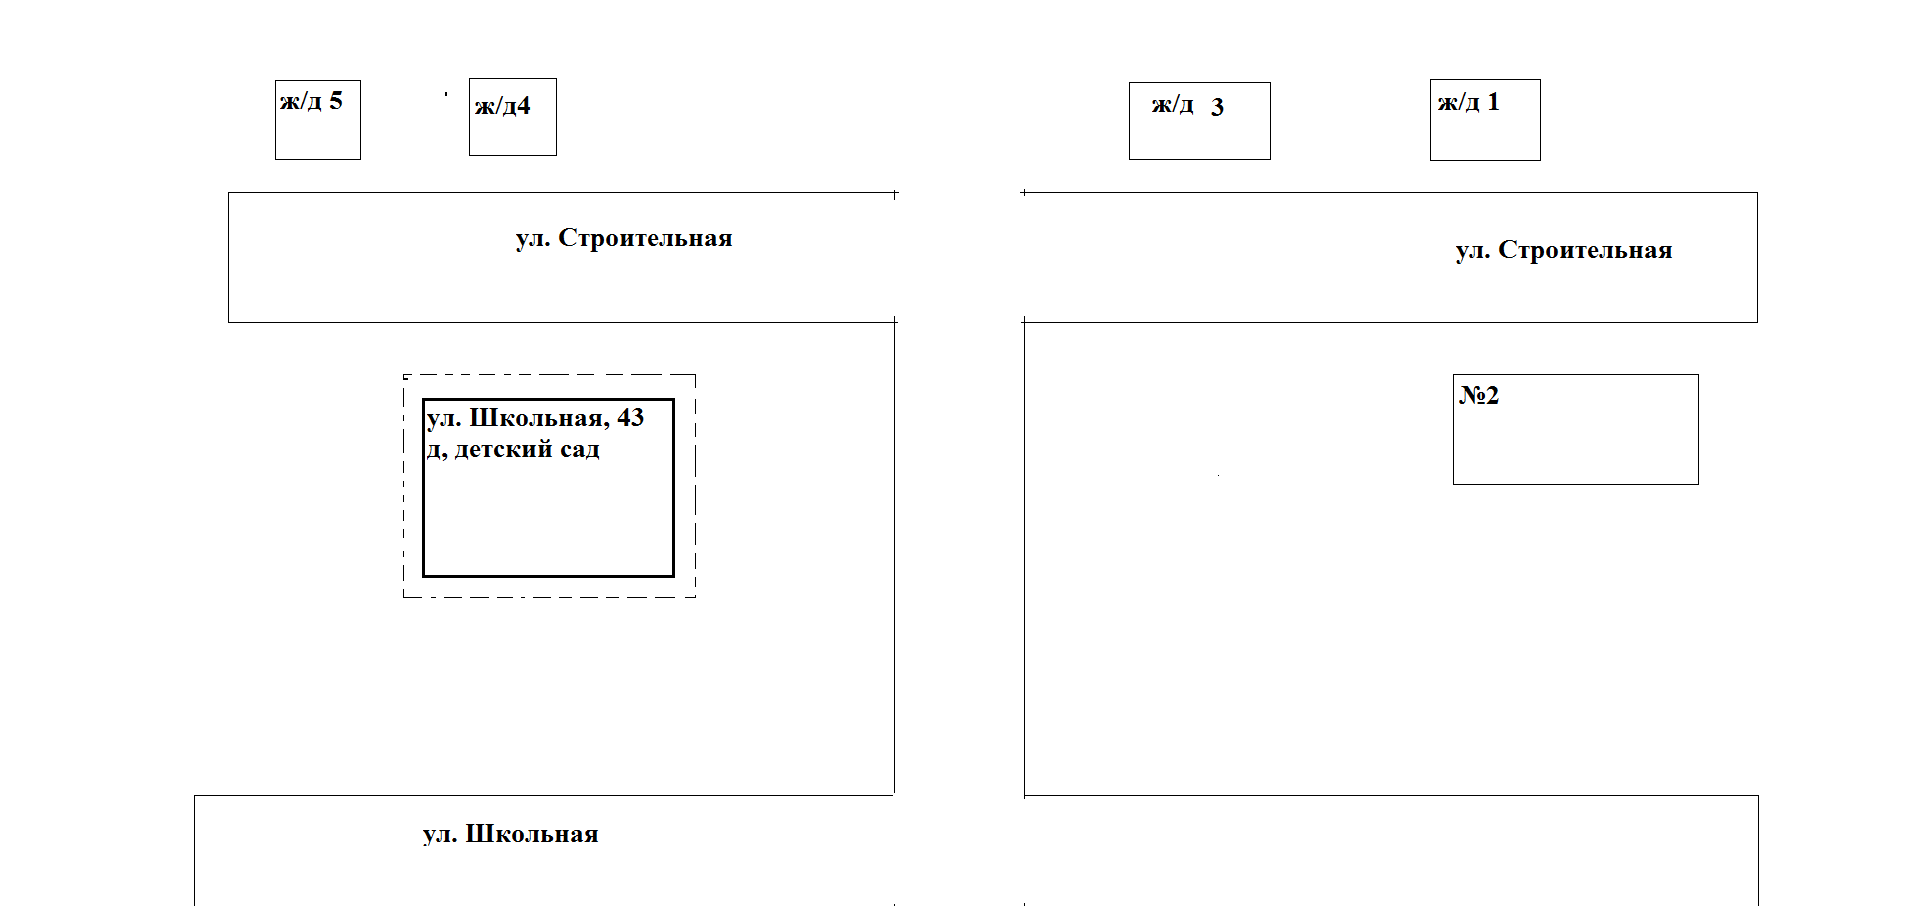 ж/д 5
ж/д4
ж/д 3
ж/д 1
ул. Строительная
ул. Строительная
№2
ул. Школьная, 43
д, детский сад
ул. Школьная